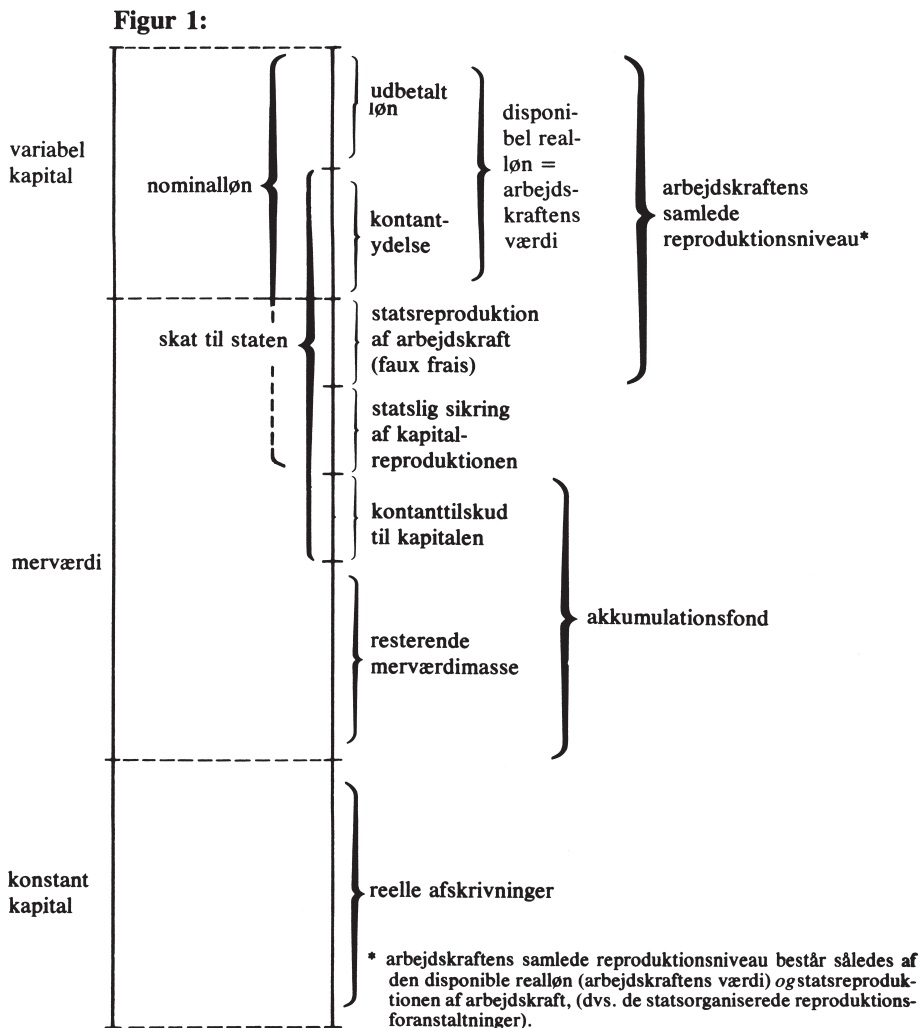 Figur 1:
variabel
kapital
nominalløn
udbetalt
løn
disponi-
bel real-
løn =
arbejds-
kraftens
værdi
arbejdskraftens
samlede
reproduktionsniveau*
kontant-
ydelse
skat til staten
statsreproduktion
af arbejdskraft
(faux frais)
statslig sikring
af kapital-
reproduktionen
kontanttilskud
til kapitalen
merværdi
resterende
merværdimasse
akkumulationsfond
konstant
kapital
reelle afskrivninger
* arbejdskraftens samlede reproduktionsniveau består således af
den disponible realløn (arbejdskraftens værdi) og statsreproduk-
tionen af arbejdskraft, (dvs. de statsorganiserede reproduktions-
foranstaltninger).